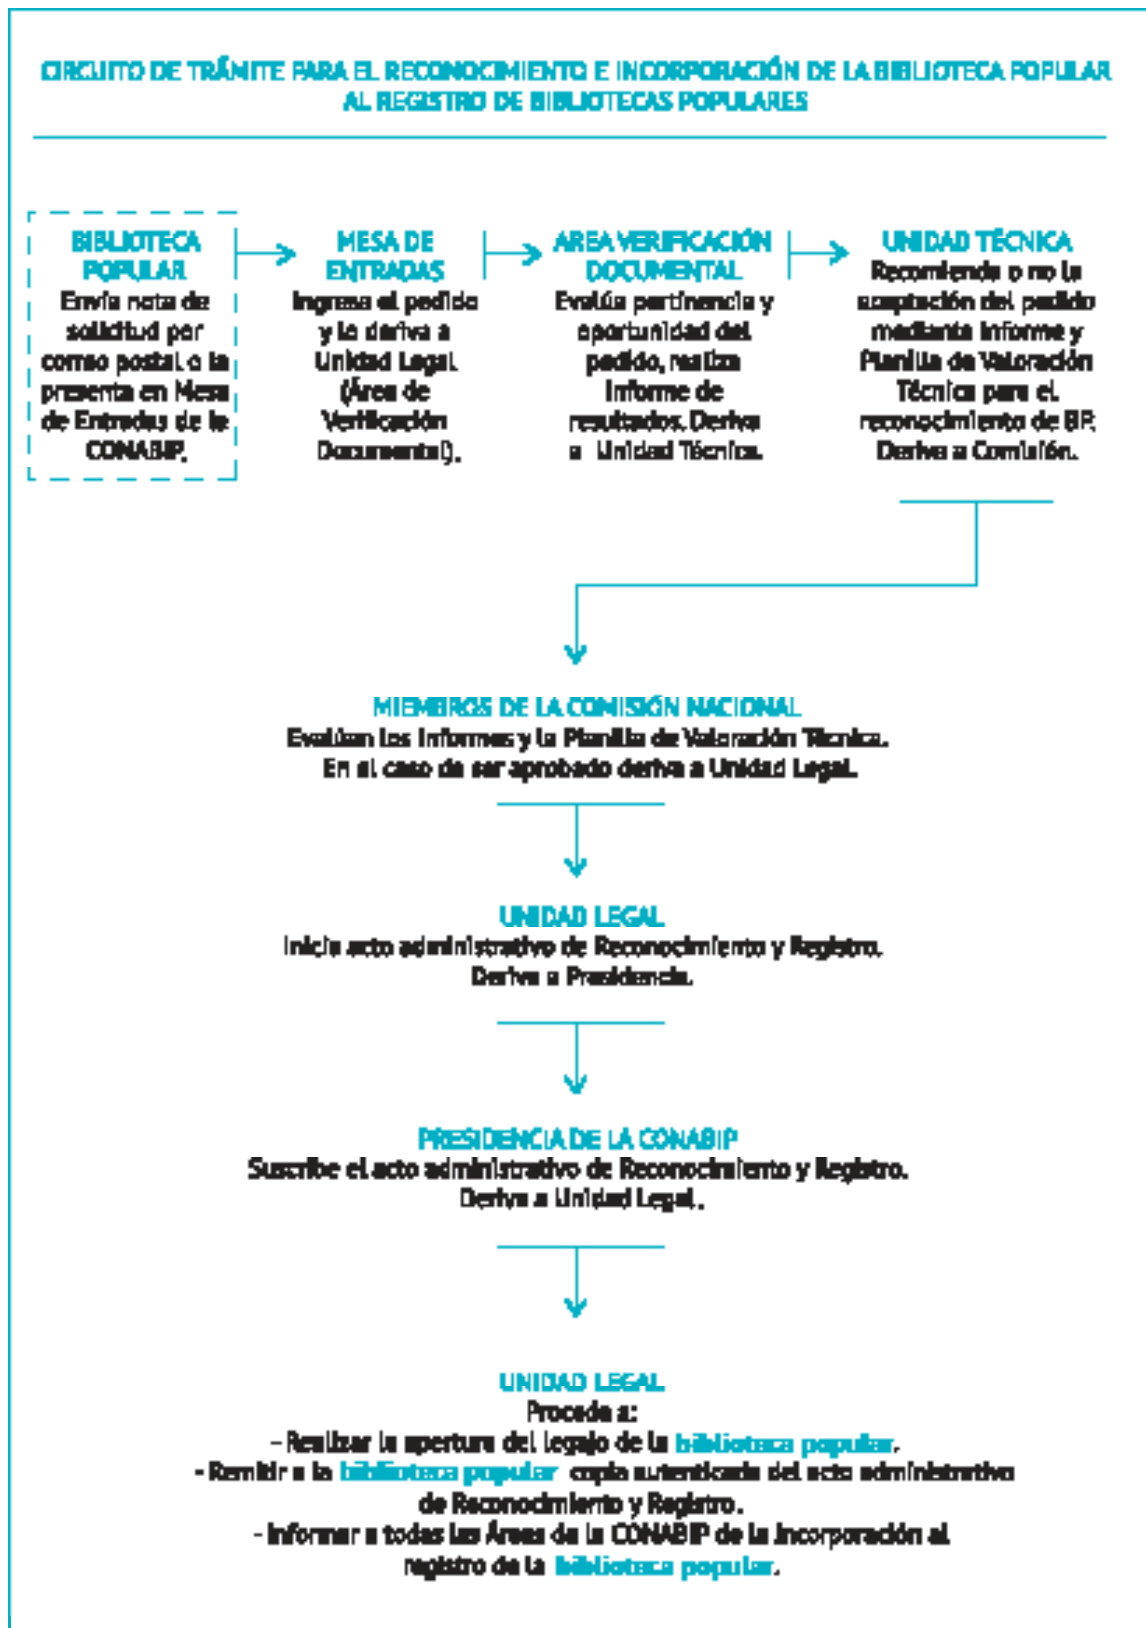 CIRCUITO DE TRÁMITE PARA EL RECONOCIMIENTO E INCORPORACIÓN DE LA BIBLIOTECA POPULAR
AL REGISTRO DE BIBLIOTECAS POPULARES
BIBLIOTECA
POPULAR
Envía nota de
solicitud por
correo postal o la
presenta en Mesa
de Entradas de la
CONABIP.
MESA DE
ENTRADAS
Ingresa el pedido
y lo deriva a
Unidad Legal
(Área de
Verificación
Documental).
AREA VERIFICACIÓN
DOCUMENTAL
Evalúa pertinencia y
oportunidad del
pedido, realiza
informe de
resultados. Deriva
a Unidad Técnica.
UNIDAD TÉCNICA
Recomienda o no la
aceptación del pedido
mediante informe y
Planilla de Valoración
Técnica para el
reconocimiento de BP.
Deriva a Comisión.
MIEMBROS DE LA COMISIÓN NACIONAL
Evalúan los informes y la Planilla de Valoración Técnica.
En el caso de ser aprobado deriva a Unidad Legal.
UNIDAD LEGAL
Inicia acto administrativo de Reconocimiento y Registro.
Deriva a Presidencia.
PRESIDENCIA DE LA CONABIP
Suscribe el acto administrativo de Reconocimiento y Registro.
Deriva a Unidad Legal.
UNIDAD LEGAL
Procede a:
- Realizar la apertura del legajo de la biblioteca popular.
- Remitir a la biblioteca popular copia autenticada del acto administrativo
de Reconocimiento y Registro.
- Informar a todas las Áreas de la CONABIP de la incorporación al
registro de la biblioteca popular.